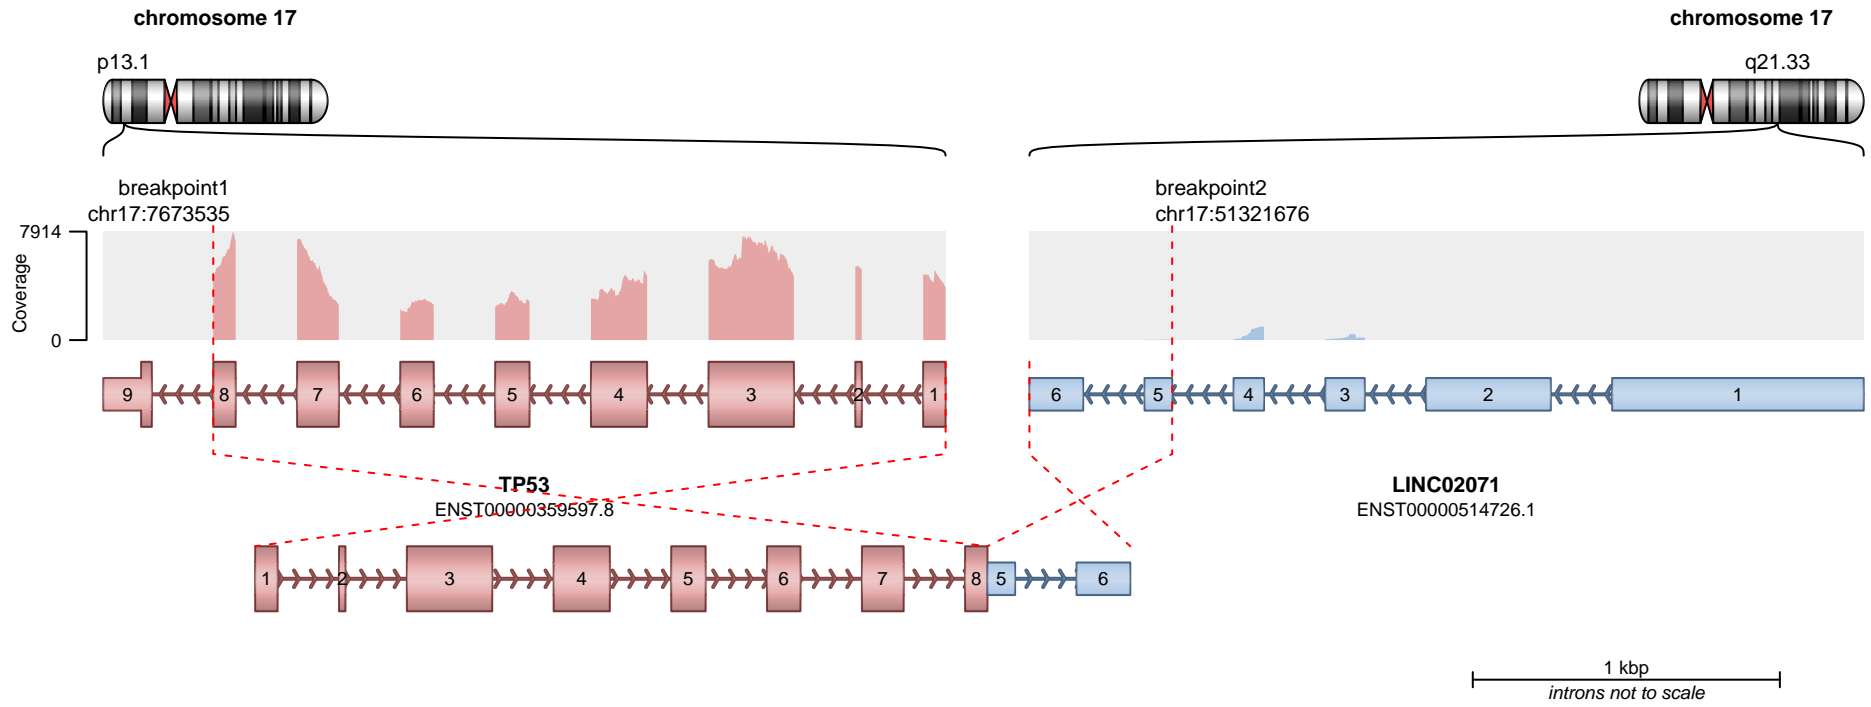 chromosome 17
chromosome 17
p13.1
q21.33
breakpoint1
chr17:7673535
breakpoint2
chr17:51321676
7914
Coverage
0
9 8 7 6 5 4 3 2 1
6 5 4 3 2 1
TP53
ENST00000359597.8
LINC02071
ENST00000514726.1
1 2 3 4 5 6 7 8 5 6
1 kbp
introns not to scale